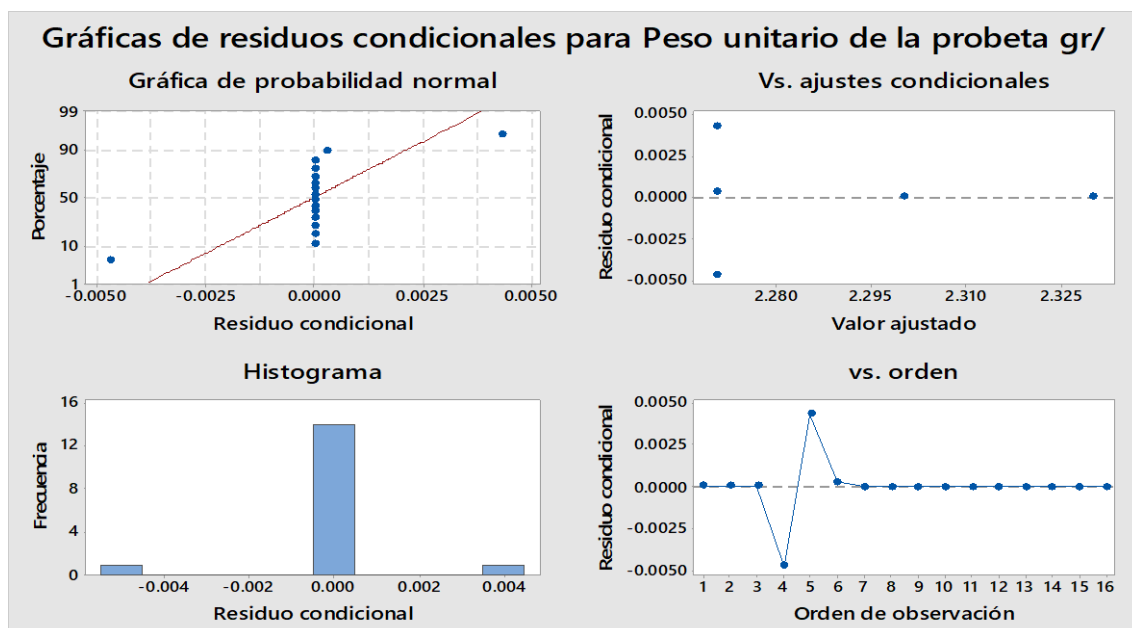 Gráficas de residuos condicionales para Peso unitario de la probeta gr/
Gráfica de probabilidad normal
99
90
50
10
1
Porcentaje
-0.0050 -0.0025 0.0000 0.0025 0.0050
Residuo condicional
Vs. ajustes condicionales
0.0050
0.0025
0.0000
-0.0025
-0.0050
Residuo condicional
2.280 2.295 2.310 2.325
Valor ajustado
Histograma
16
12
8
4
0
Frecuencia
-0.004 -0.002 0.000 0.002 0.004
Residuo condicional
vs. orden
0.0050
0.0025
0.0000
-0.0025
-0.0050
Residuo condicional
1 2 3 4 5 6 7 8 9 10 11 12 13 14 15 16
Orden de observación